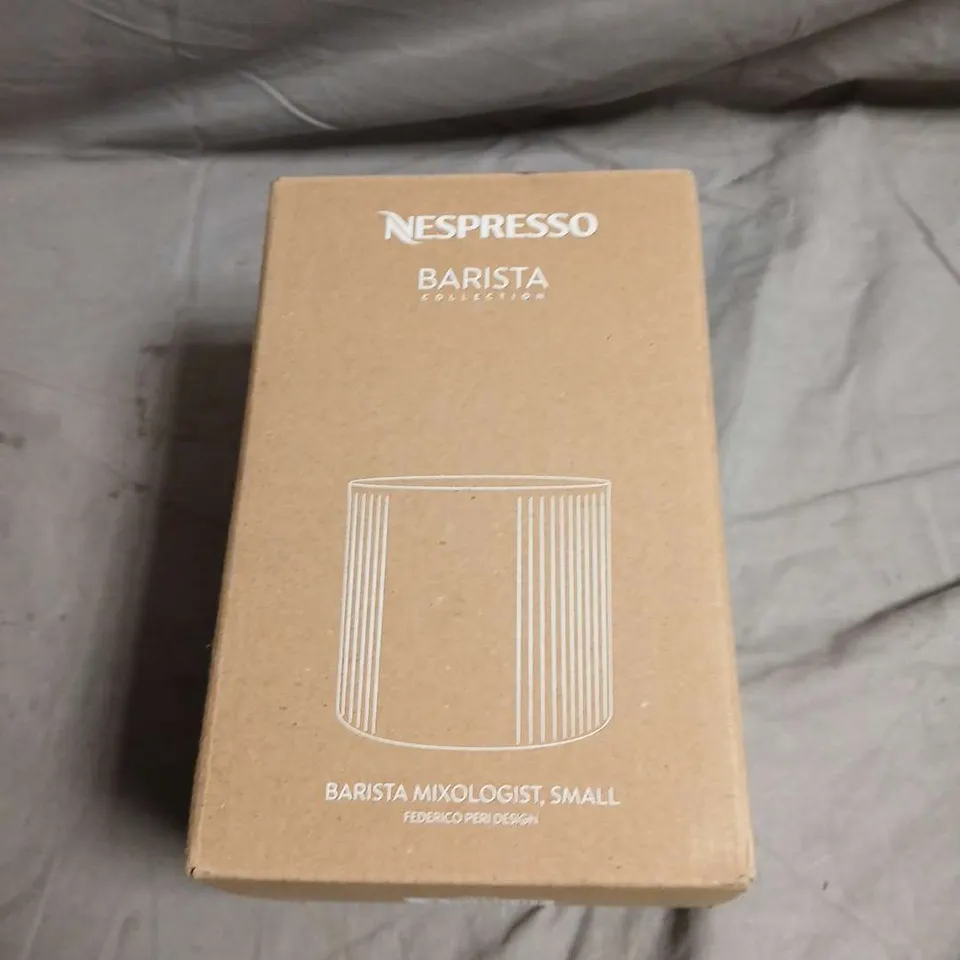 NESPRESSO
BARISTA
COLLECTION
BARISTA MIXOLOGIST, SMALL
FEDERICO PERI DESIGN